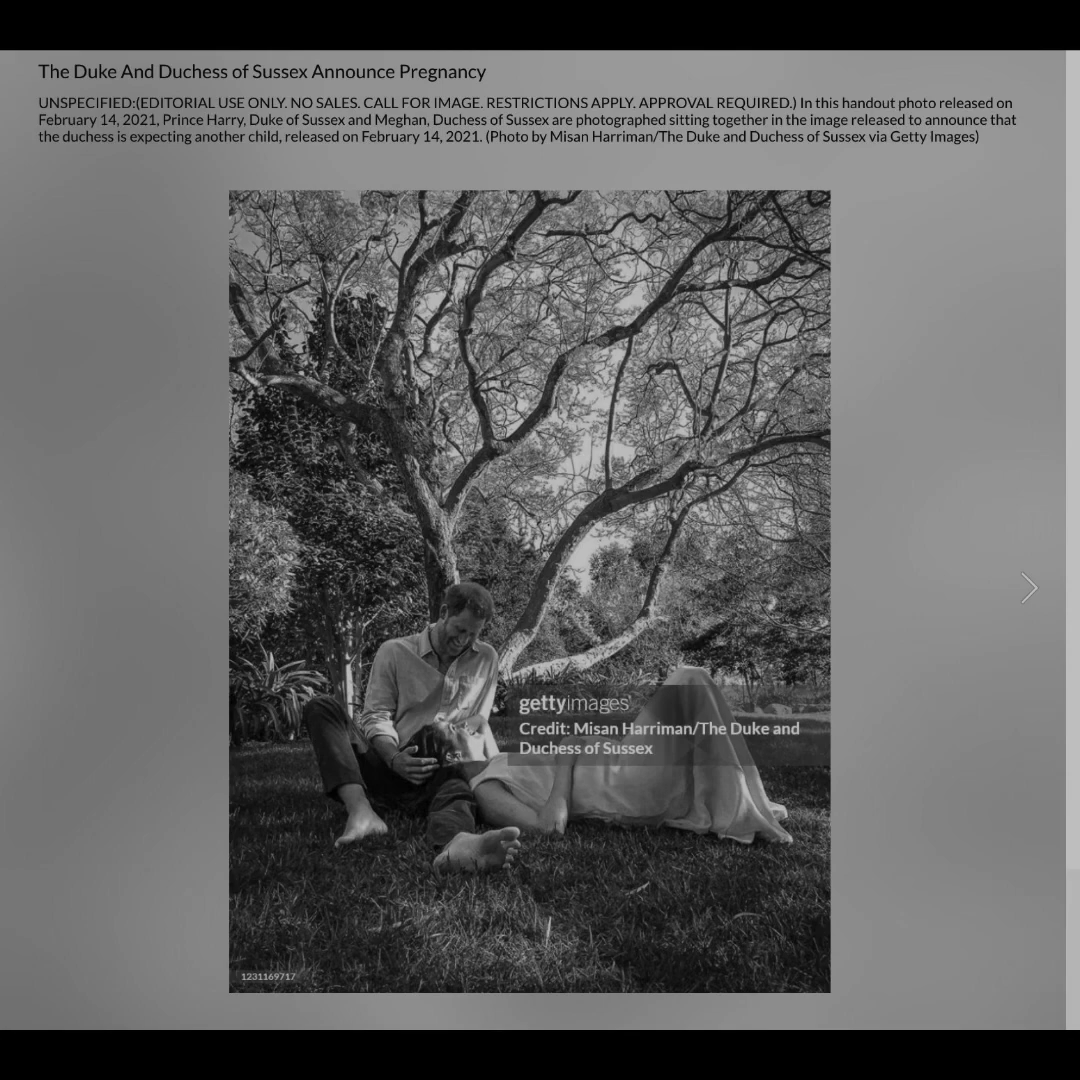 The Duke And Duchess of Sussex Announce Pregnancy
UNSPECIFIED:(EDITORIAL USE ONLY. NO SALES. CALL FOR IMAGE. RESTRICTIONS APPLY. APPROVAL REQUIRED.) In this handout photo released on
February 14, 2021, Prince Harry, Duke of Sussex and Meghan, Duchess of Sussex are photographed sitting together in the image released to announce that
the duchess is expecting another child, released on February 14, 2021. (Photo by Misan Harriman/The Duke and Duchess of Sussex via Getty Images)
gettyimages®
Credit: Misan Harriman/The Duke and
Duchess of Sussex
1231169717